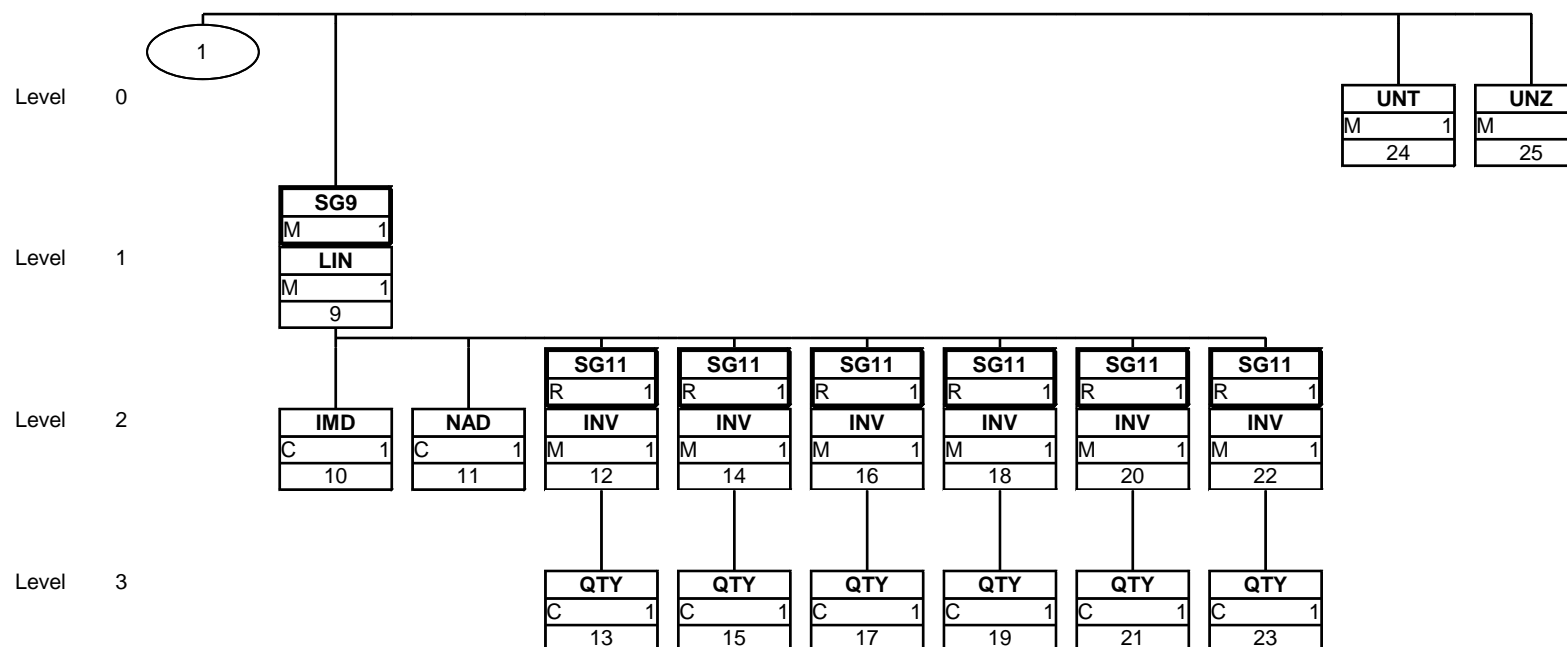 1
Level 0
UNT UNZ
M 1 M
24 25
SG9
M 1
Level 1
LIN
M 1
9
SG11 SG11 SG11 SG11 SG11 SG11
R 1 R 1 R 1 R 1 R 1 R 1
Level 2
IMD NAD INV INV INV INV INV INV
C 1 C 1 M 1 M 1 M 1 M 1 M 1 M 1
10 11 12 14 16 18 20 22
Level 3
QTY QTY QTY QTY QTY QTY
C 1 C 1 C 1 C 1 C 1 C 1
13 15 17 19 21 23